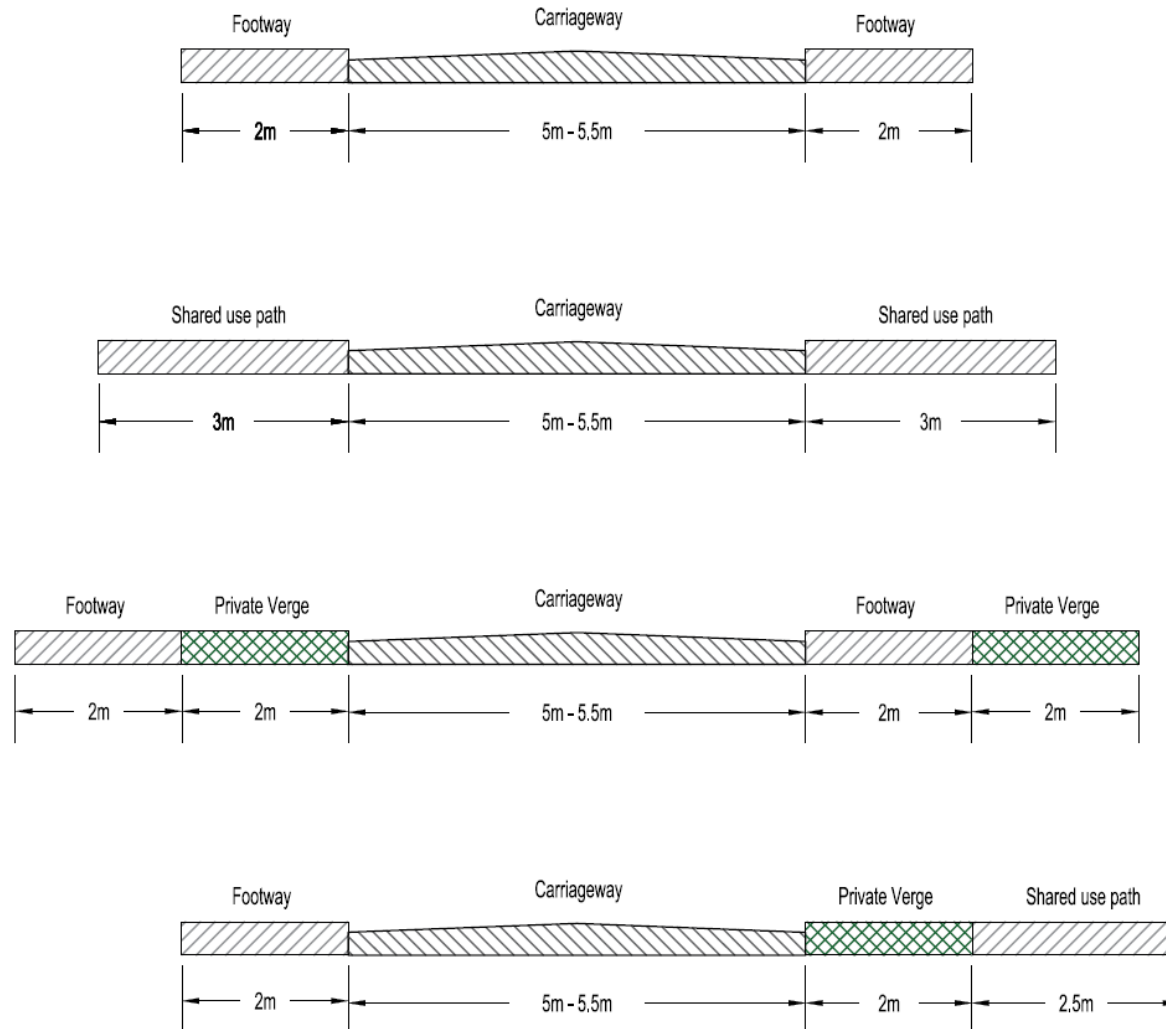 Footway Carriageway Footway
2m 5m - 5.5m 2m
Shared use path Carriageway Shared use path
3m 5m - 5.5m 3m
Footway Private Verge Carriageway Footway Private Verge
2m 2m 5m - 5.5m 2m 2m
Footway Carriageway Private Verge Shared use path
2m 5m - 5.5m 2m 2.5m